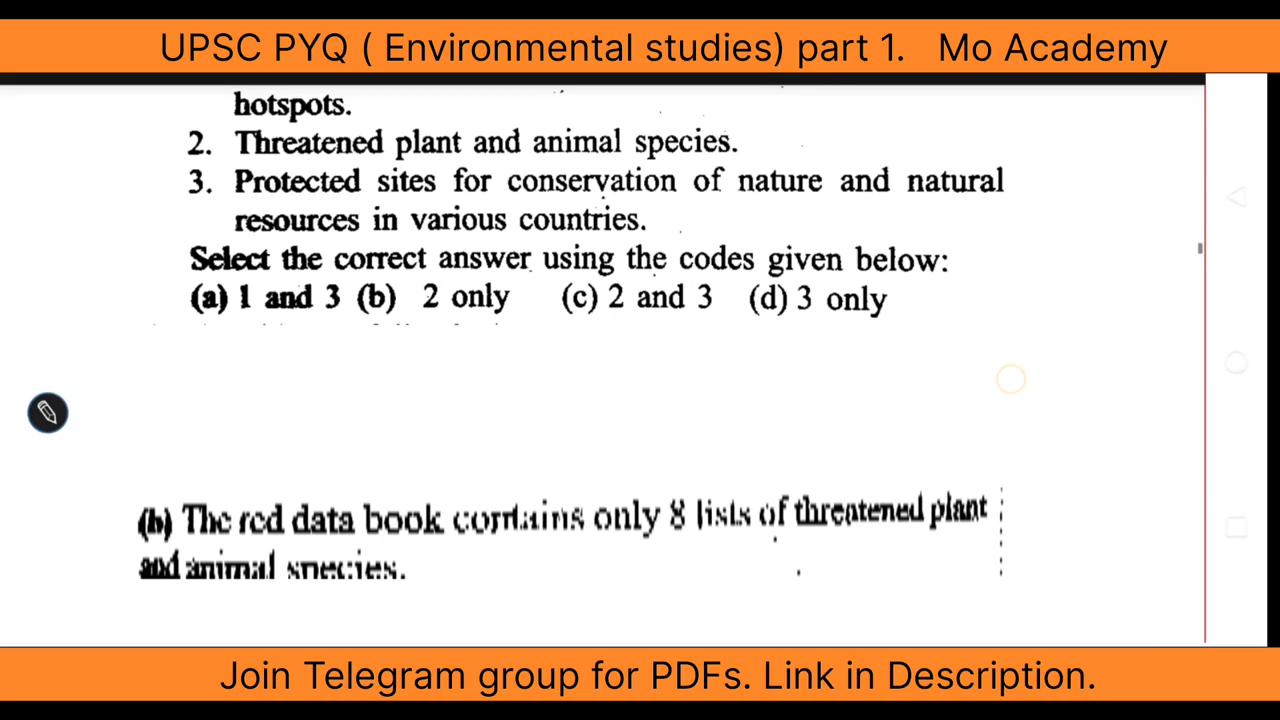 UPSC PYQ ( Environmental studies) part 1. Mo Academy
hotspots.
2. Threatened plant and animal species.
3. Protected sites for conservation of nature and natural
resources in various countries.
Select the correct answer using the codes given below:
(a) 1 and 3 (b) 2 only (c) 2 and 3 (d) 3 only
(b) The red data book contains only 8 lists of threatened plant
and animal species.
Join Telegram group for PDFs. Link in Description.